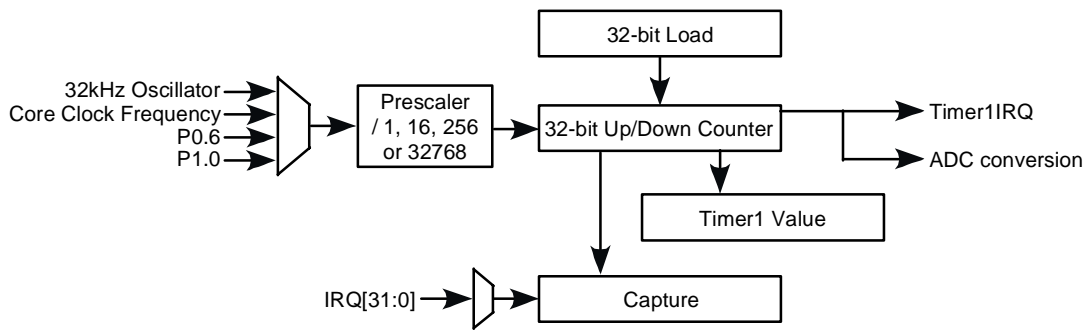 32-bit Load
32kHz Oscillator
Core Clock Frequency
P0.6
P1.0
Prescaler
/ 1, 16, 256
or 32768
32-bit Up/Down Counter
Timer1IRQ
ADC conversion
Timer1 Value
IRQ[31:0]
Capture